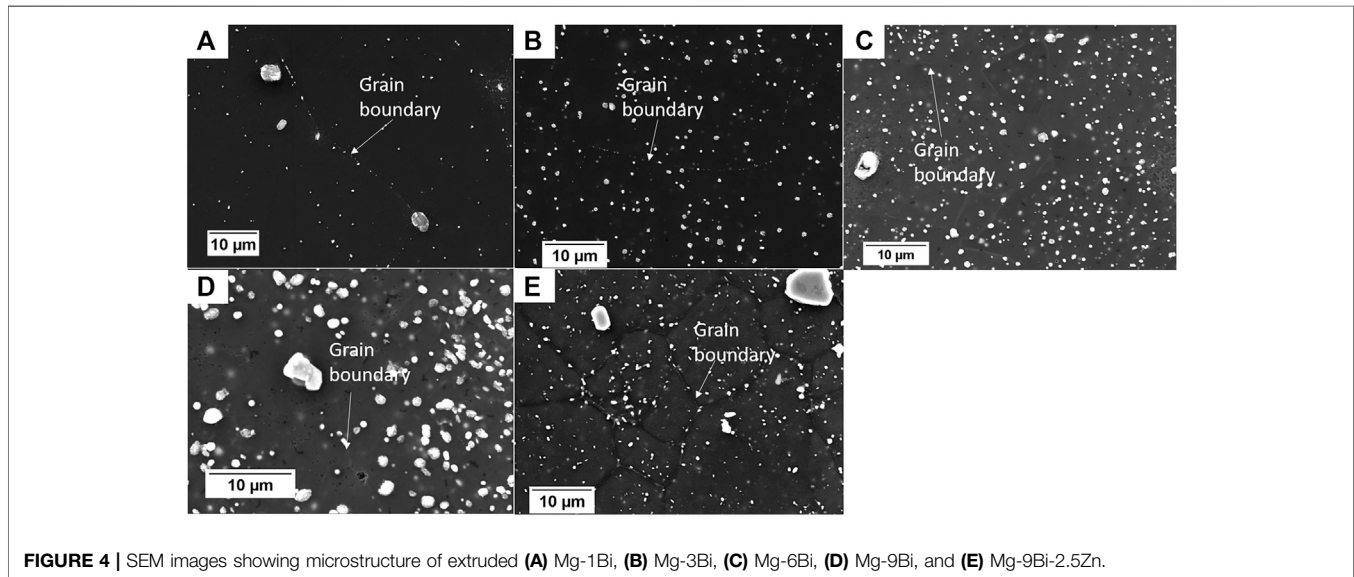 A
Grain
boundary
10 µm
B
Grain
boundary
10 µm
C
Grain
boundary
10 µm
D
Grain
boundary
10 µm
E
Grain
boundary
10 µm
FIGURE 4 | SEM images showing microstructure of extruded (A) Mg-1Bi, (B) Mg-3Bi, (C) Mg-6Bi, (D) Mg-9Bi, and (E) Mg-9Bi-2.5Zn.